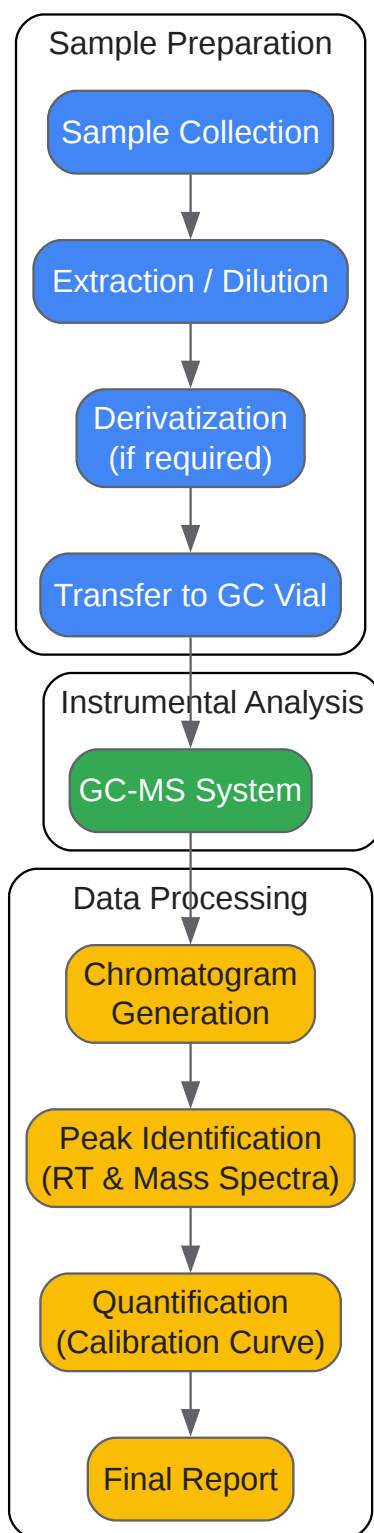 Sample Preparation
Sample Collection
Extraction / Dilution
Derivatization
(if required)
Transfer to GC Vial
Instrumental Analysis
GC-MS System
Data Processing
Chromatogram
Generation
Peak Identification
(RT & Mass Spectra)
Quantification
(Calibration Curve)
Final Report